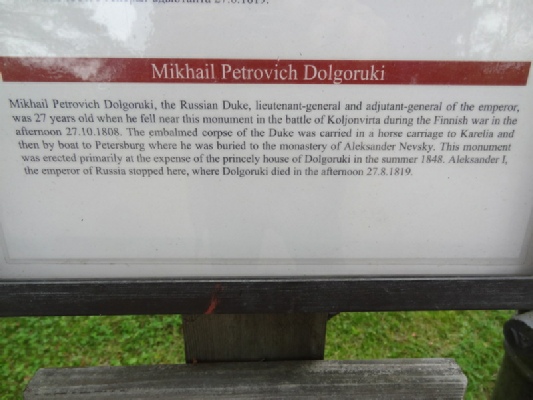 27.8.1819.
Mikhail Petrovich Dolgoruki
Mikhail Petrovich Dolgoruki, the Russian Duke, lieutenant-general and adjutant-general of the emperor,
was 27 years old when he fell near this monument in the battle of Koljonvirta during the Finnish war in the
afternoon 27.10.1808. The embalmed corpse of the Duke was carried in a horse carriage to Karelia and
then by boat to Petersburg where he was buried to the monastery of Aleksander Nevsky. This monument
was erected primarily at the expense of the princely house of Dolgoruki in the summer 1848. Aleksander I,
the emperor of Russia stopped here, where Dolgoruki died in the afternoon 27.8.1819.